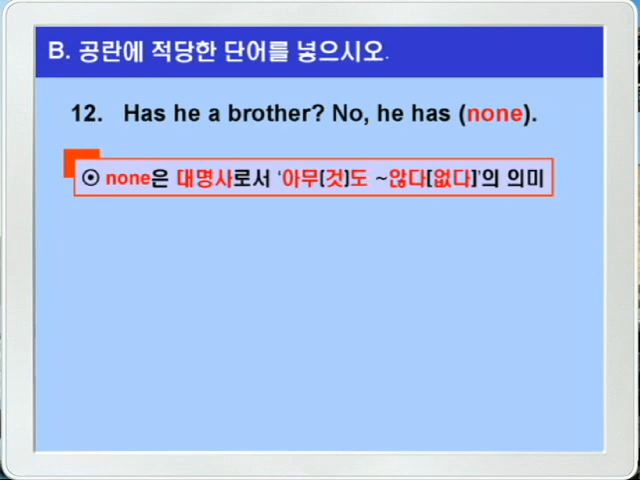 B. 공란에 적당한 단어를 넣으시오.
12. Has he a brother? No, he has (none).
⊙ none은 대명사로서 '아무[것]도 ~않다[없다]'의 의미